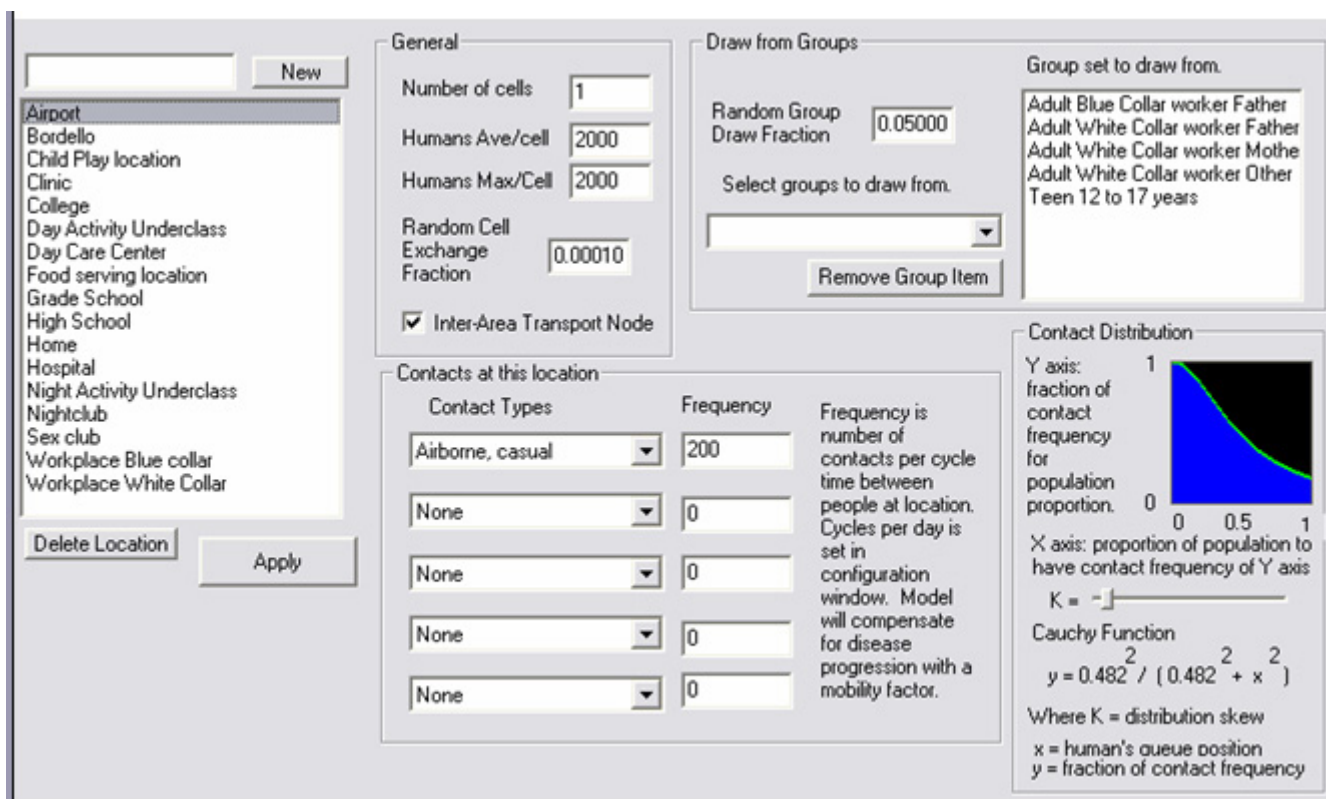 New
Airport
Bordello
Child Play location
Clinic
College
Day Activity Underclass
Day Care Center
Food serving location
Grade School
High School
Home
Hospital
Night Activity Underclass
Nightclub
Sex club
Workplace Blue collar
Workplace White Collar
Delete Location
Apply
General
Number of cells 1
Humans Ave/cell 2000
Humans Max/Cell 2000
Random Cell
Exchange 0.00010
Fraction
Inter-Area Transport Node
Draw from Groups
Random Group
Draw Fraction 0.05000
Select groups to draw from.
Remove Group Item
Group set to draw from.
Adult Blue Collar worker Father
Adult White Collar worker Father
Adult White Collar worker Mothe
Adult White Collar worker Other
Teen 12 to 17 years
Contacts at this location
Contact Types Frequency
Airborne, casual 200
None 0
None 0
None 0
None 0
Frequency is
number of
contacts per cycle
time between
people at location.
Cycles per day is
set in
configuration
window. Model
will compensate
for disease
progression with a
mobility factor.
Contact Distribution
Y axis:
fraction of
contact
frequency
for
population
proportion.
1
0
0 0.5 1
X axis: proportion of population to
have contact frequency of Y axis
K =
Cauchy Function
y = 0.482² / ( 0.482² + x² )
Where K = distribution skew
x = human's queue position
y = fraction of contact frequency